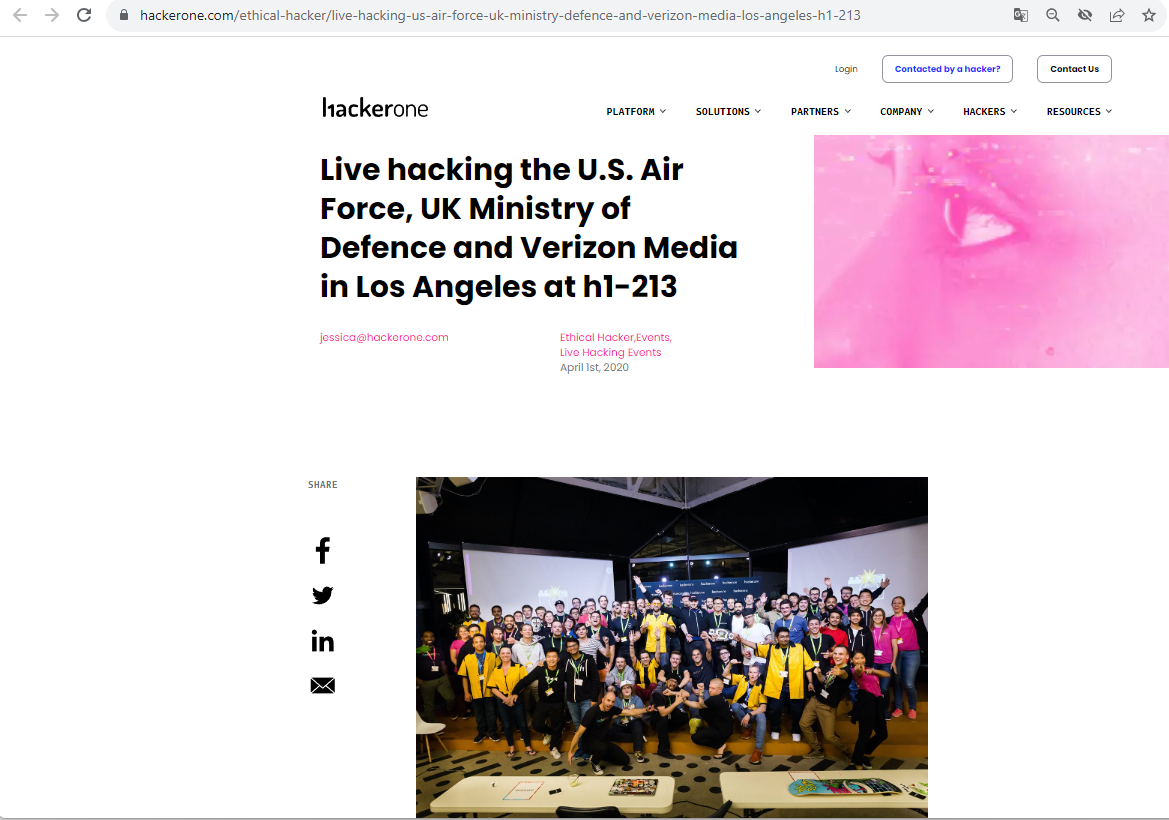 hackerone.com/ethical-hacker/live-hacking-us-air-force-uk-ministry-defence-and-verizon-media-los-angeles-h1-213
Login
Contacted by a hacker?
Contact Us
hackerone
PLATFORM
SOLUTIONS
PARTNERS
COMPANY
HACKERS
RESOURCES
Live hacking the U.S. Air
Force, UK Ministry of
Defence and Verizon Media
in Los Angeles at h1-213
jessica@hackerone.com
Ethical Hacker,Events,
Live Hacking Events
April 1st, 2020
SHARE